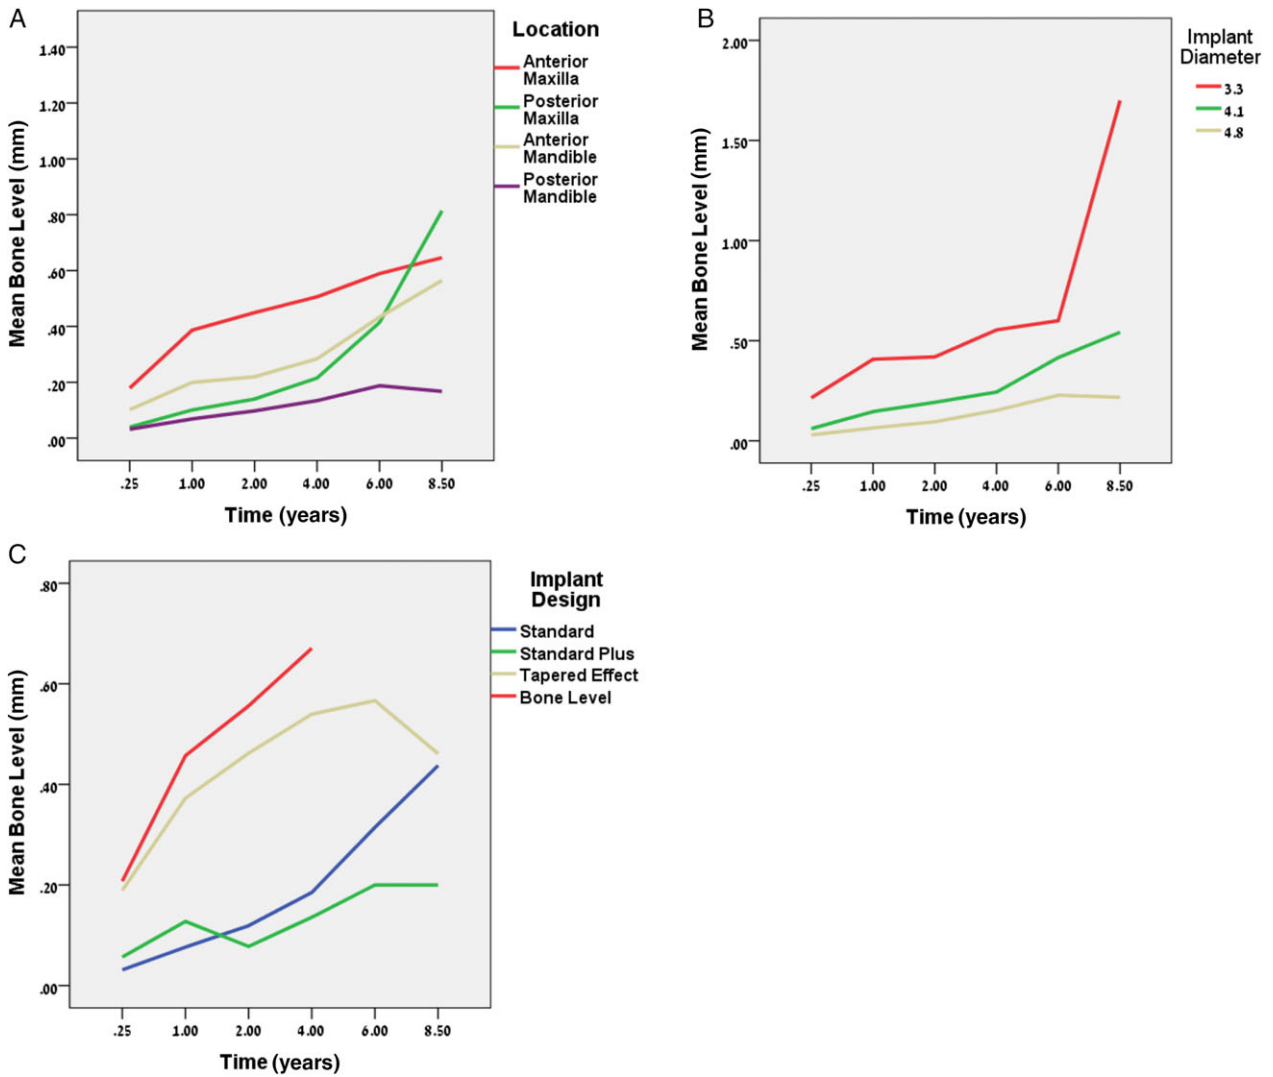 A
Location
Anterior
Maxilla
Posterior
Maxilla
Anterior
Mandible
Posterior
Mandible
Mean Bone Level (mm)
1.40
1.20
1.00
.80
.60
.40
.20
.00
.25 1.00 2.00 4.00 6.00 8.50
Time (years)
B
Implant
Diameter
3.3
4.1
4.8
Mean Bone Level (mm)
2.00
1.50
1.00
.50
.00
.25 1.00 2.00 4.00 6.00 8.50
Time (years)
C
Implant
Design
Standard
Standard Plus
Tapered Effect
Bone Level
Mean Bone Level (mm)
.80
.60
.40
.20
.00
.25 1.00 2.00 4.00 6.00 8.50
Time (years)